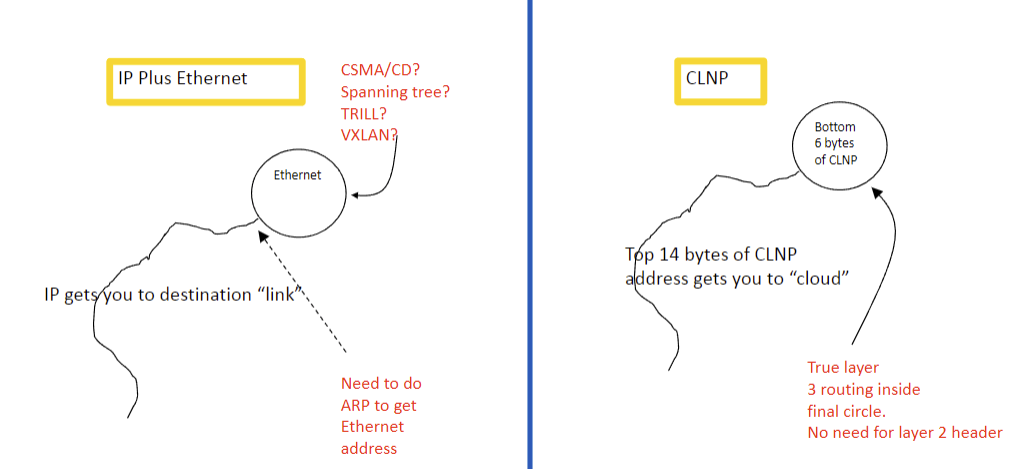 IP Plus Ethernet
CSMA/CD?
Spanning tree?
TRILL?
VXLAN?
Ethernet
IP gets you to destination “link”
Need to do
ARP to get
Ethernet
address
CLNP
Bottom
6 bytes
of CLNP
Top 14 bytes of CLNP
address gets you to “cloud”
True layer
3 routing inside
final circle.
No need for layer 2 header